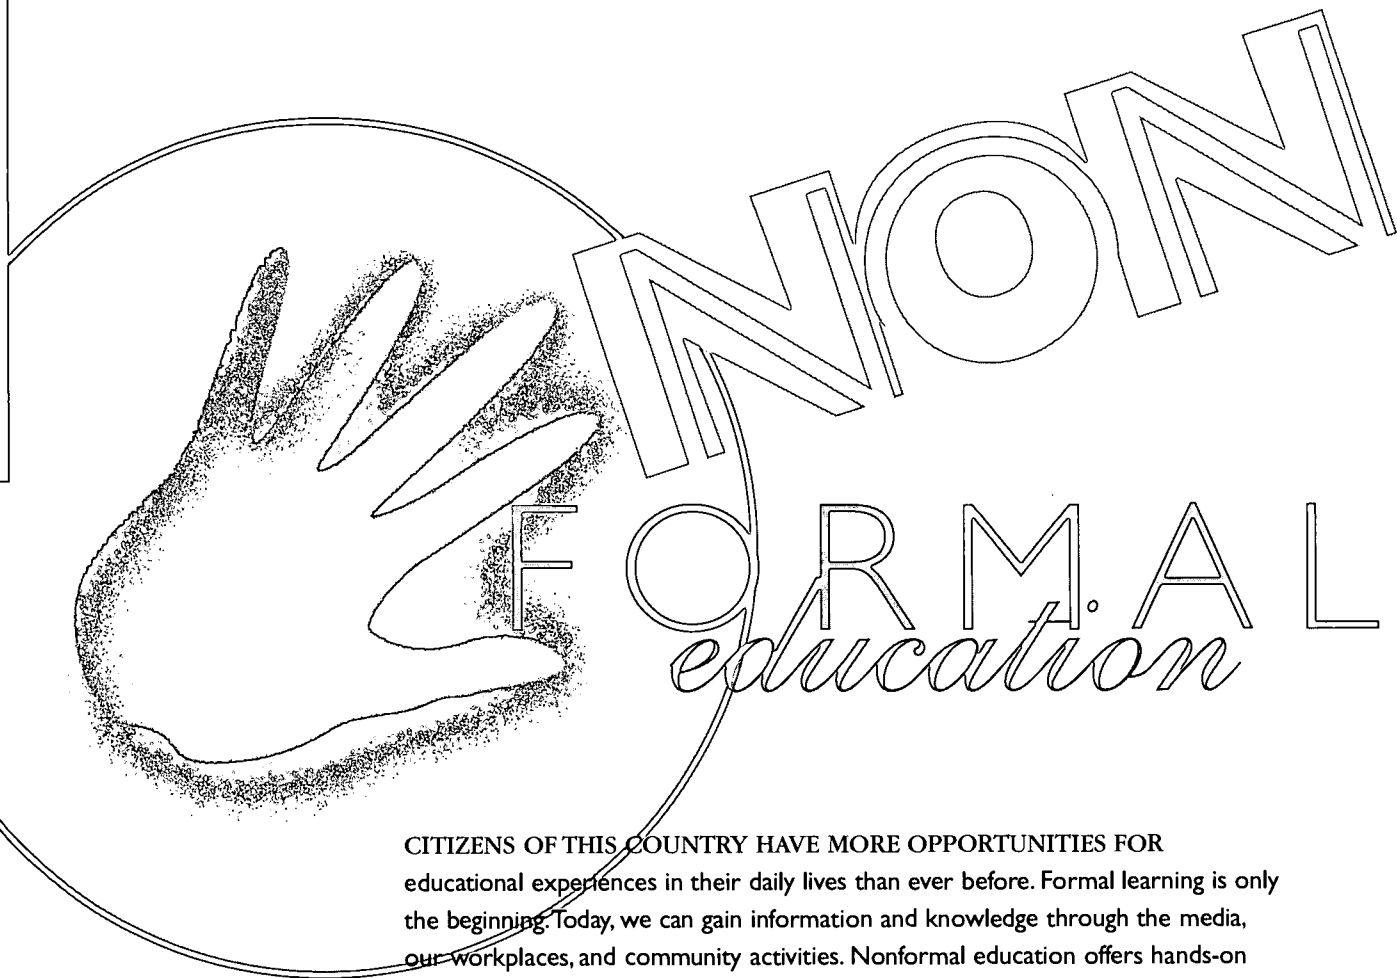 NON
FORMAL
education
CITIZENS OF THIS COUNTRY HAVE MORE OPPORTUNITIES FOR
educational experiences in their daily lives than ever before. Formal learning is only
the beginning. Today, we can gain information and knowledge through the media,
our workplaces, and community activities. Nonformal education offers hands-on